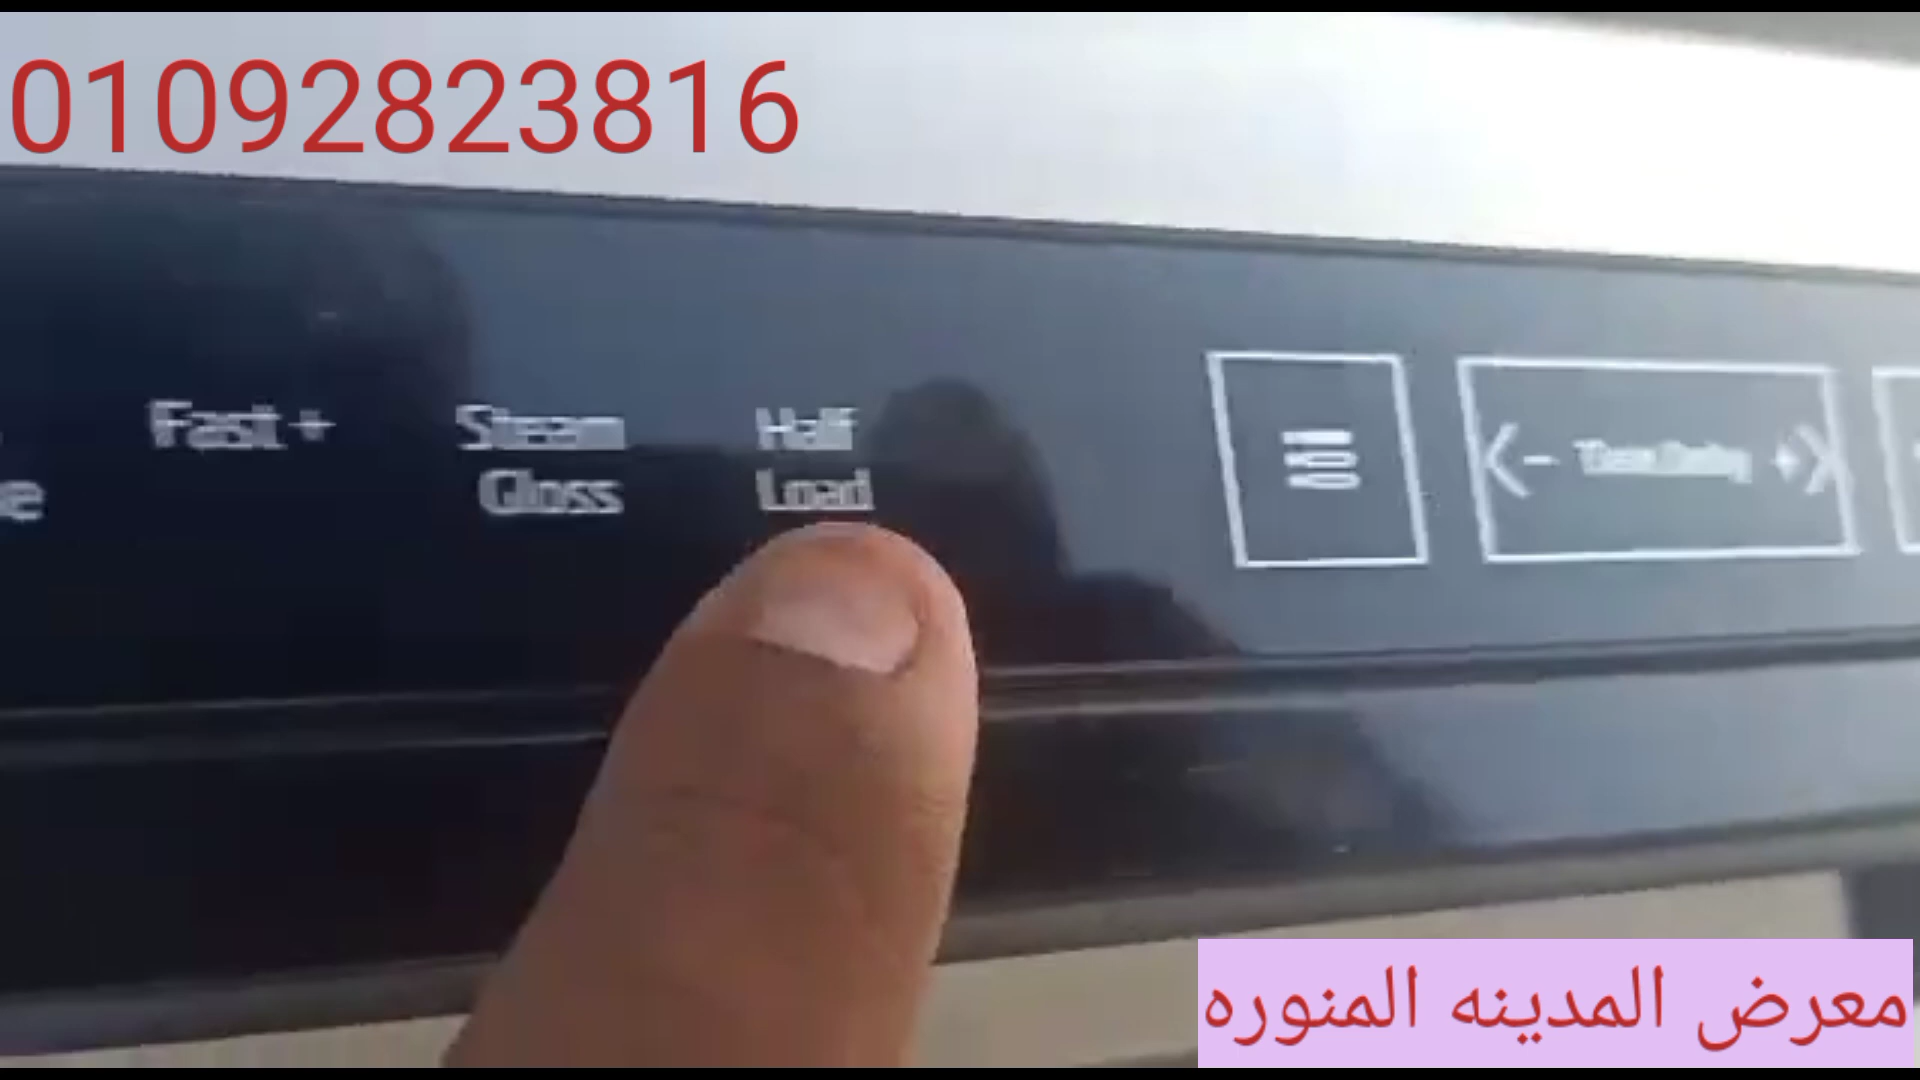 01092823816
Fast +
Steam
Gloss
Half
Load
معرض المدينه المنوره